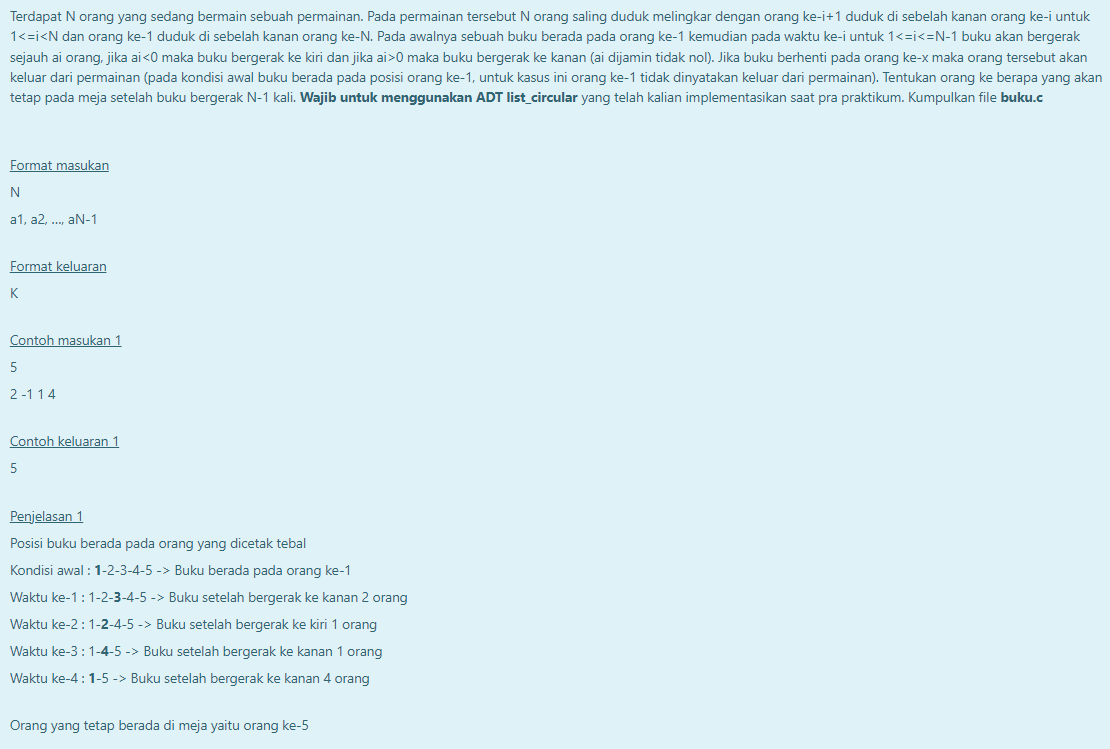 Terdapat N orang yang sedang bermain sebuah permainan. Pada permainan tersebut N orang saling duduk melingkar dengan orang ke-i+1 duduk di sebelah kanan orang ke-i untuk
1<=i<N dan orang ke-1 duduk di sebelah kanan orang ke-N. Pada awalnya sebuah buku berada pada orang ke-1 kemudian pada waktu ke-i untuk 1<=i<=N-1 buku akan bergerak
sejauh ai orang, jika ai<0 maka buku bergerak ke kiri dan jika ai>0 maka buku bergerak ke kanan (ai dijamin tidak nol). Jika buku berhenti pada orang ke-x maka orang tersebut akan
keluar dari permainan (pada kondisi awal buku berada pada posisi orang ke-1, untuk kasus ini orang ke-1 tidak dinyatakan keluar dari permainan). Tentukan orang ke berapa yang akan
tetap pada meja setelah buku bergerak N-1 kali. Wajib untuk menggunakan ADT list_circular yang telah kalian implementasikan saat pra praktikum. Kumpulkan file buku.c
Format masukan
N
a1, a2, ..., aN-1
Format keluaran
K
Contoh masukan 1
5
2 -1 1 4
Contoh keluaran 1
5
Penjelasan 1
Posisi buku berada pada orang yang dicetak tebal
Kondisi awal : 1-2-3-4-5 -> Buku berada pada orang ke-1
Waktu ke-1 : 1-2-3-4-5 -> Buku setelah bergerak ke kanan 2 orang
Waktu ke-2 : 1-2-4-5 -> Buku setelah bergerak ke kiri 1 orang
Waktu ke-3 : 1-4-5 -> Buku setelah bergerak ke kanan 1 orang
Waktu ke-4 : 1-5 -> Buku setelah bergerak ke kanan 4 orang
Orang yang tetap berada di meja yaitu orang ke-5